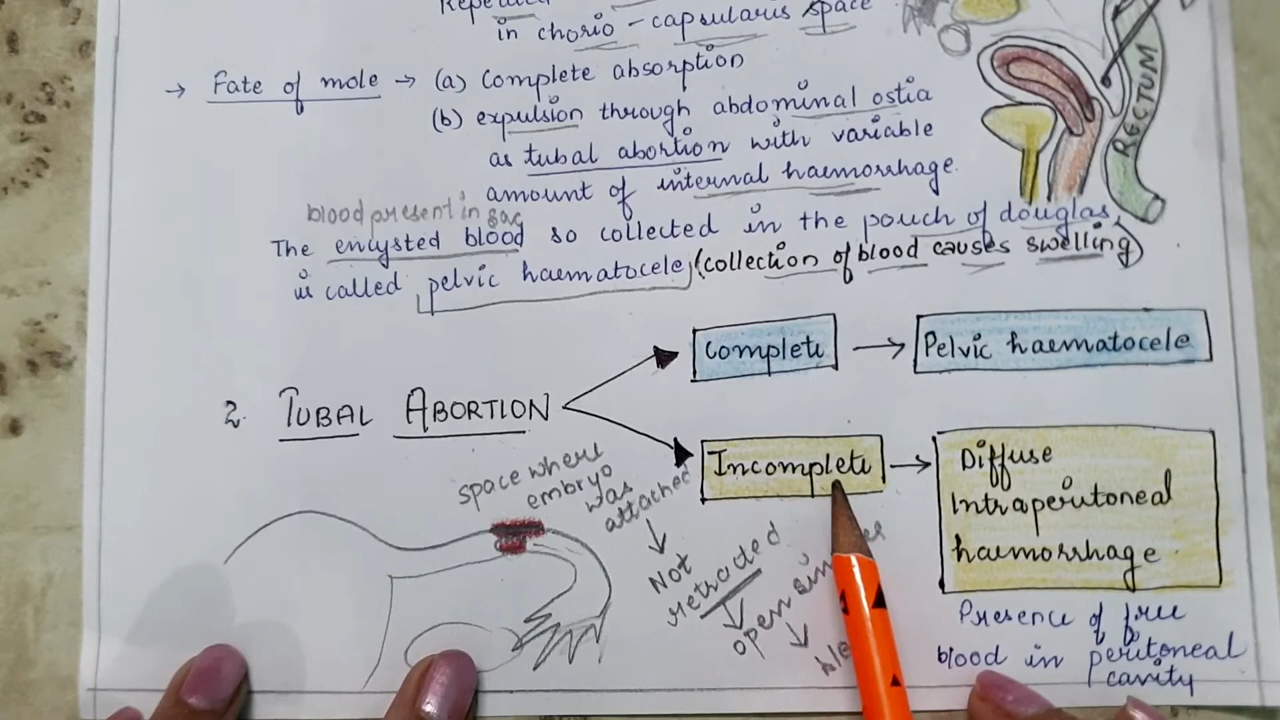 Repeated
in chorio-capsularis space
→ Fate of mole → (a) Complete absorption
(b) expulsion through abdominal ostia
as tubal abortion with variable
amount of internal haemorrhage.
blood present in sac
The encysted blood so collected in the pouch of douglas,
is called pelvic haematocele, (collection of blood causes swelling)
RECTUM
2. TUBAL ABORTION
Complete → Pelvic haematocele
Incomplete → Diffuse
Intraperitoneal
haemorrhage
Presence of free
blood in peritoneal
cavity
space where
embryo
was
attached
Not
retracted
open